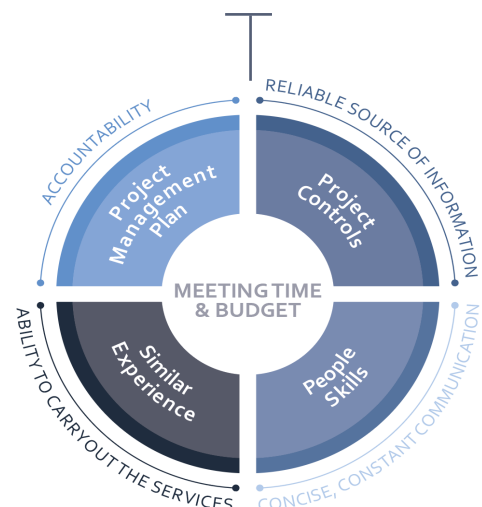 ACCOUNTABILITY
RELIABLE SOURCE OF INFORMATION
Project
Management
Plan
Project
Controls
MEETING TIME
& BUDGET
Similar
Experience
People
Skills
ABILITY TO CARRYOUT THE SERVICES
CONCISE, CONSTANT COMMUNICATION